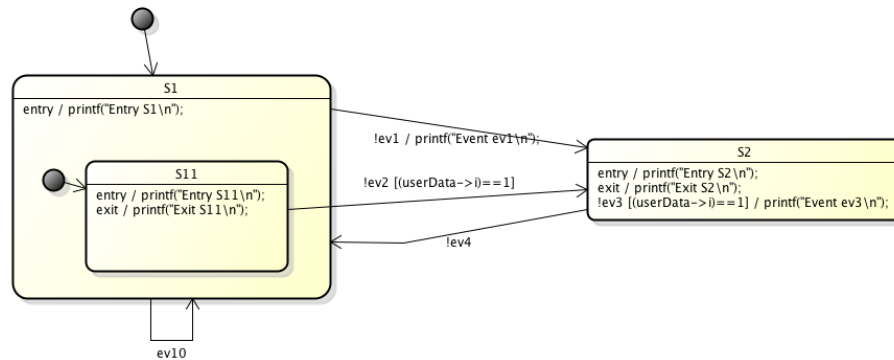 S1
entry / printf("Entry S1\n");
S11
entry / printf("Entry S11\n");
exit / printf("Exit S11\n");
!ev1 / printf("Event ev1\n");
!ev2 [(userData->i)==1]
!ev4
S2
entry / printf("Entry S2\n");
exit / printf("Exit S2\n");
!ev3 [(userData->i)==1] / printf("Event ev3\n");
ev10